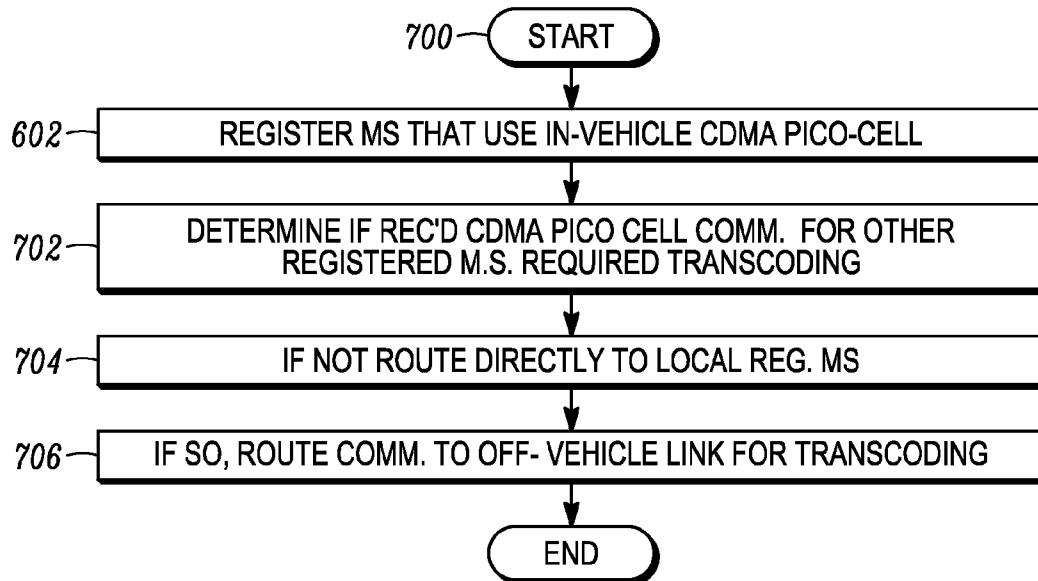 700
START
602
REGISTER MS THAT USE IN-VEHICLE CDMA PICO-CELL
702
DETERMINE IF REC'D CDMA PICO CELL COMM. FOR OTHER
REGISTERED M.S. REQUIRED TRANSCODING
704
IF NOT ROUTE DIRECTLY TO LOCAL REG. MS
706
IF SO, ROUTE COMM. TO OFF- VEHICLE LINK FOR TRANSCODING
END